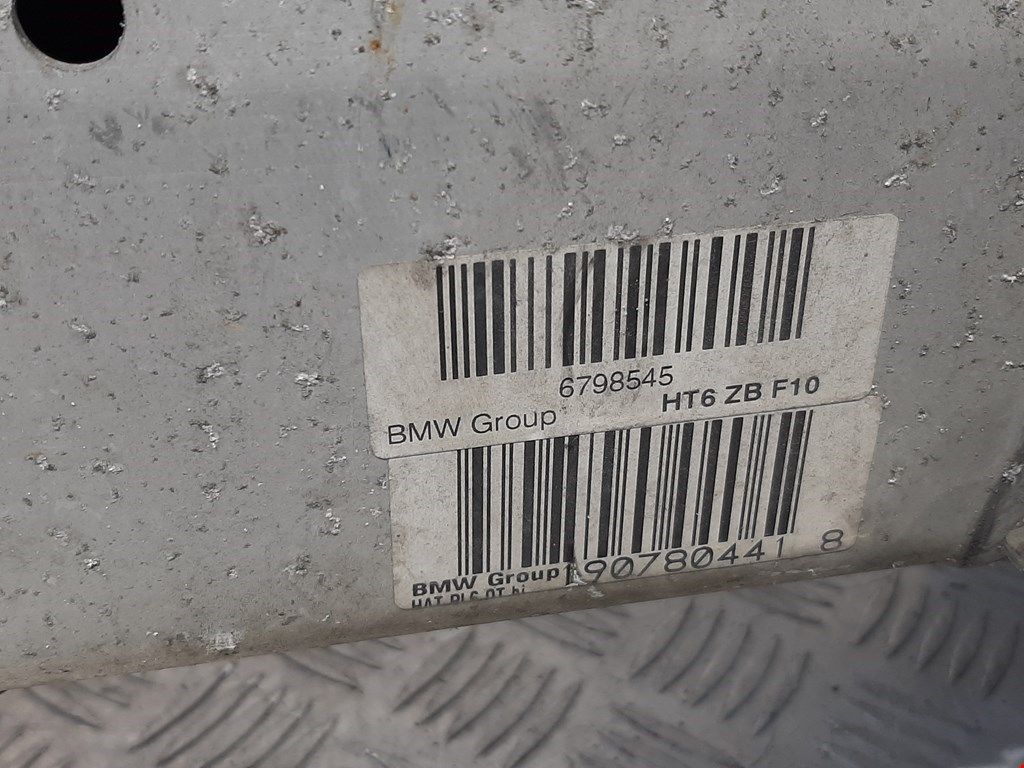 6798545
BMW Group HT6 ZB F10
BMW Group 190780441 8